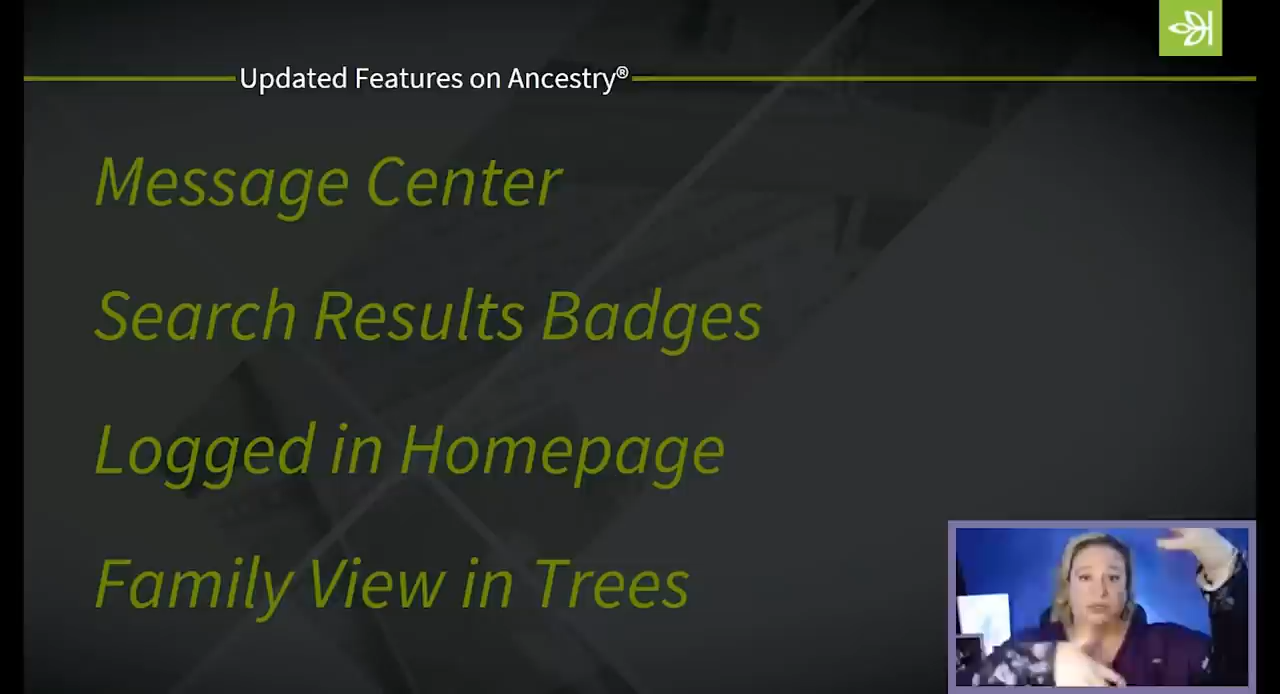 Updated Features on Ancestry®
Message Center
Search Results Badges
Logged in Homepage
Family View in Trees